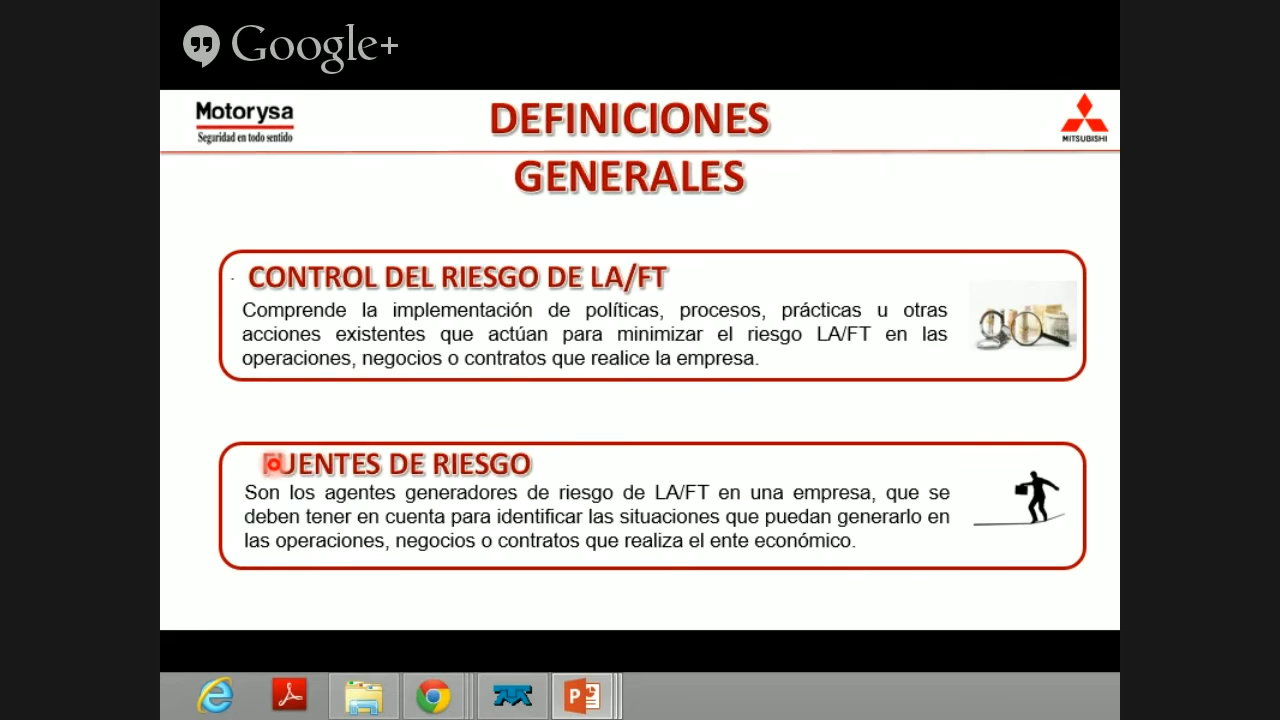 Google+
Motorysa
Seguridad en todo sentido
DEFINICIONES
GENERALES
MITSUBISHI
CONTROL DEL RIESGO DE LA/FT
Comprende la implementación de políticas, procesos, prácticas u otras
acciones existentes que actúan para minimizar el riesgo LA/FT en las
operaciones, negocios o contratos que realice la empresa.
FUENTES DE RIESGO
Son los agentes generadores de riesgo de LA/FT en una empresa, que se
deben tener en cuenta para identificar las situaciones que puedan generarlo en
las operaciones, negocios o contratos que realiza el ente económico.